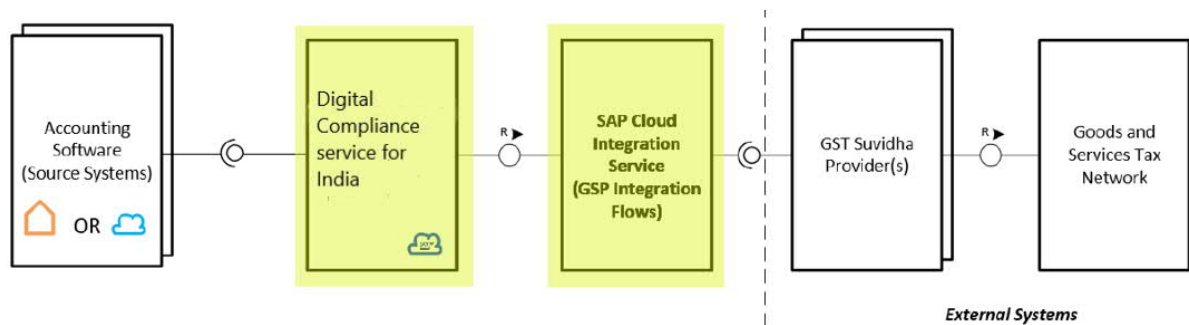 Accounting
Software
(Source Systems)
OR
Digital
Compliance
service for
India
R
SAP Cloud
Integration
Service
(GSP Integration
Flows)
GST Suvidha
Provider(s)
R
Goods and
Services Tax
Network
External Systems